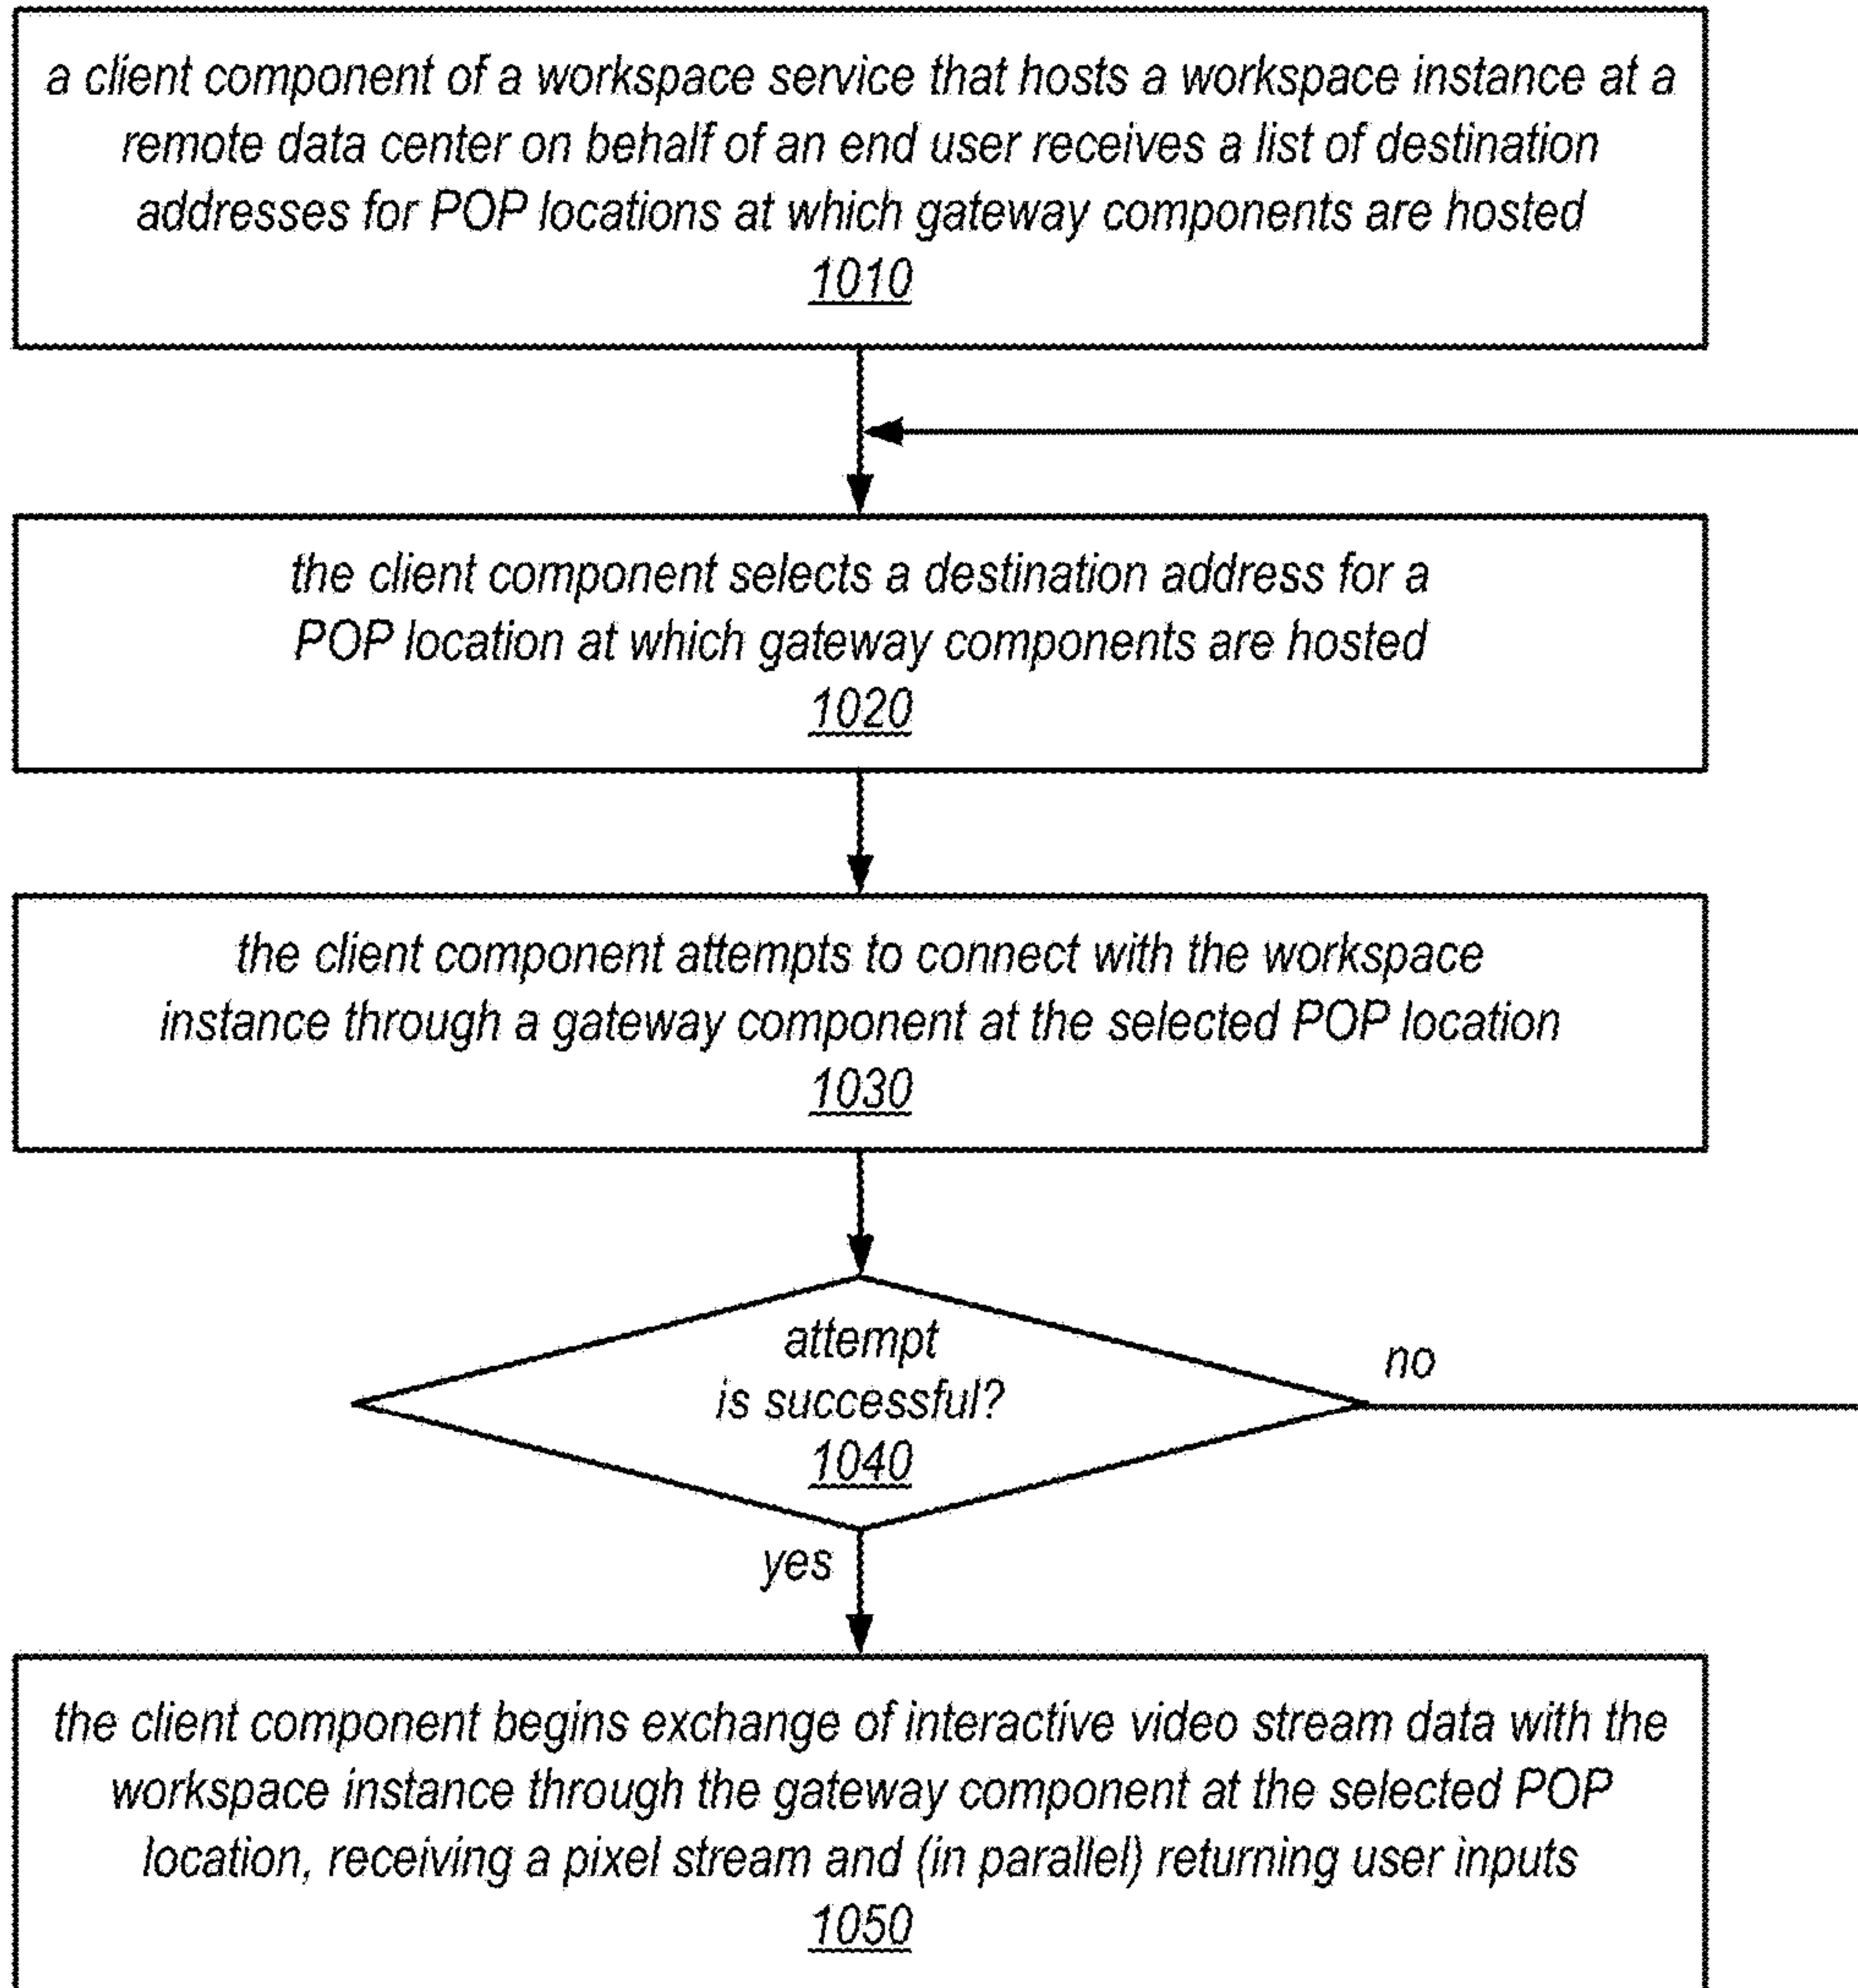 a client component of a workspace service that hosts a workspace instance at a
remote data center on behalf of an end user receives a list of destination
addresses for POP locations at which gateway components are hosted
1010
the client component selects a destination address for a
POP location at which gateway components are hosted
1020
the client component attempts to connect with the workspace
instance through a gateway component at the selected POP location
1030
attempt
is successful?
1040
no
yes
the client component begins exchange of interactive video stream data with the
workspace instance through the gateway component at the selected POP
location, receiving a pixel stream and (in parallel) returning user inputs
1050